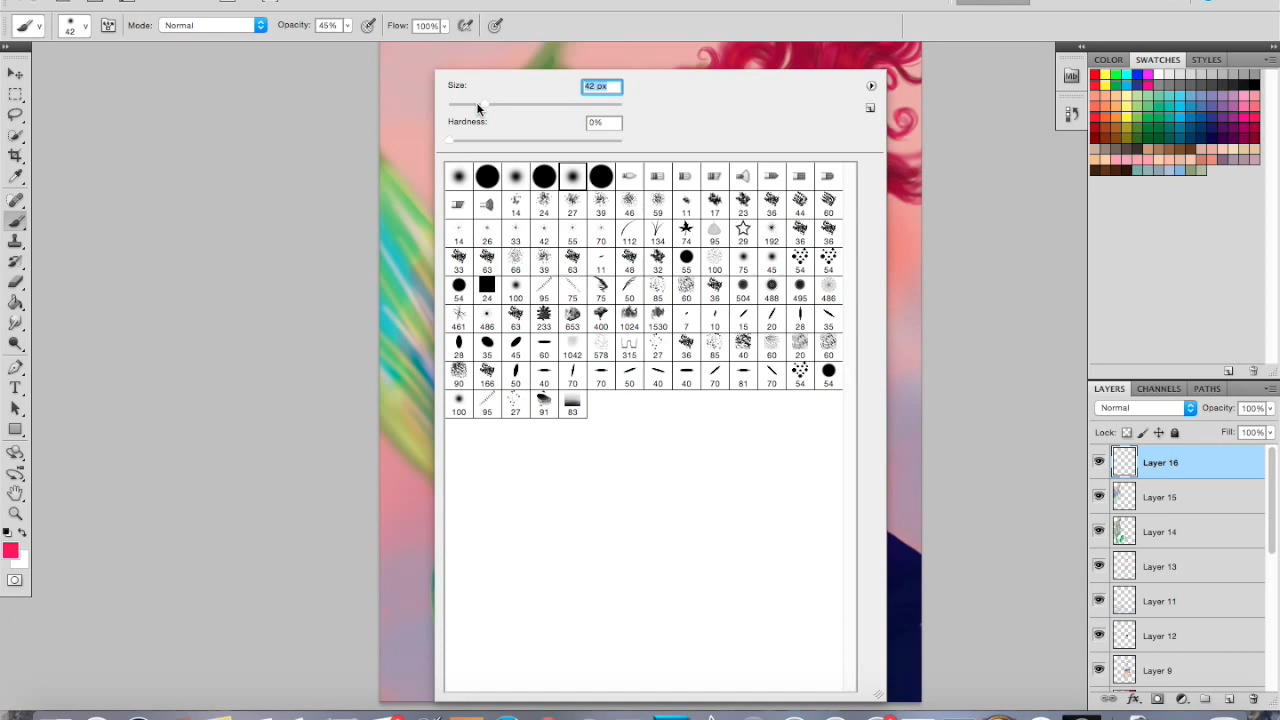 42 Mode: Normal Opacity: 45% Flow: 100%
Size: 42 px
Hardness: 0%
14 24 27 39 46 59 11 17 23 36 44 60
14 26 33 42 55 70 112 134 74 95 29 192 36 36
33 63 66 39 63 11 48 32 55 100 75 45 54 54
54 24 100 95 75 75 50 85 60 36 504 488 495 486
461 486 63 233 653 400 1024 1530 7 10 15 20 28 35
28 35 45 60 1042 578 315 27 36 85 40 60 20 60
90 166 50 40 70 70 50 40 40 70 81 70 54 54
100 95 27 91 83
Mb
COLOR SWATCHES STYLES
LAYERS CHANNELS PATHS
Normal Opacity: 100%
Lock: Fill: 100%
Layer 16
Layer 15
Layer 14
Layer 13
Layer 11
Layer 12
Layer 9